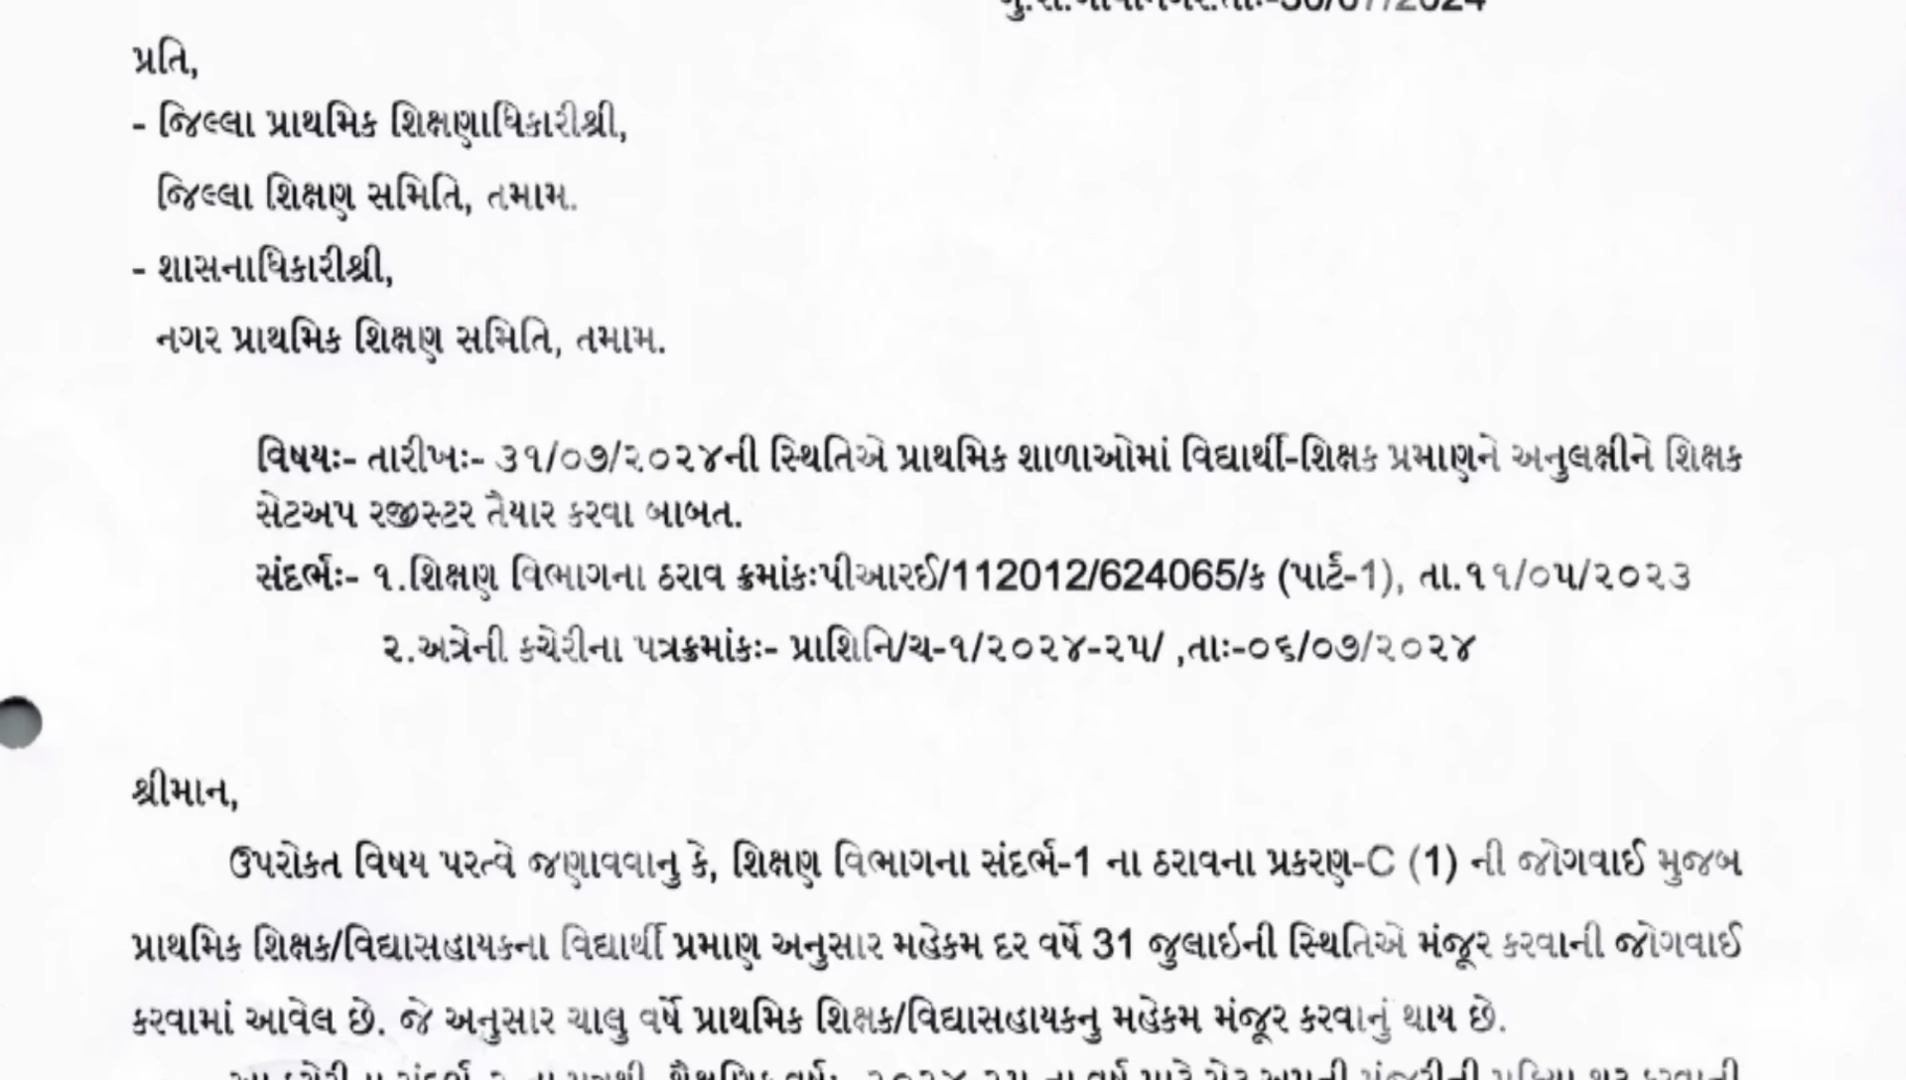 પ્રતિ,
- જિલ્લા પ્રાથમિક શિક્ષણાધિકારીશ્રી,
જિલ્લા શિક્ષણ સમિતિ, તમામ.
- શાસનાધિકારીશ્રી,
નગર પ્રાથમિક શિક્ષણ સમિતિ, તમામ.
વિષયઃ- તારીખઃ- ૩૧/૦૭/૨૦૨૪ની સ્થિતિએ પ્રાથમિક શાળાઓમાં વિદ્યાર્થી-શિક્ષક પ્રમાણને અનુલક્ષીને શિક્ષક
સેટઅપ રજીસ્ટર તૈયાર કરવા બાબત.
સંદર્ભઃ- ૧.શિક્ષણ વિભાગના ઠરાવ ક્રમાંકઃપીઆરઈ/112012/624065/ક (પાર્ટ-1), તા.૧૧/૦૫/૨૦૨૩
૨.અત્રેની કચેરીના પત્રક્રમાંકઃ- પ્રાશિનિ/ચ-૧/૨૦૨૪-૨૫/ ,તાઃ-૦૬/૦૭/૨૦૨૪
શ્રીમાન,
ઉપરોકત વિષય પરત્વે જણાવવાનુ કે, શિક્ષણ વિભાગના સંદર્ભ-1 ના ઠરાવના પ્રકરણ-C (1) ની જોગવાઈ મુજબ
પ્રાથમિક શિક્ષક/વિદ્યાસહાયકના વિદ્યાર્થી પ્રમાણ અનુસાર મહેકમ દર વર્ષે 31 જુલાઇની સ્થિતિએ મંજૂર કરવાની જોગવાઈ
કરવામાં આવેલ છે. જે અનુસાર ચાલુ વર્ષે પ્રાથમિક શિક્ષક/વિદ્યાસહાયકનુ મહેકમ મંજૂર કરવાનું થાય છે.